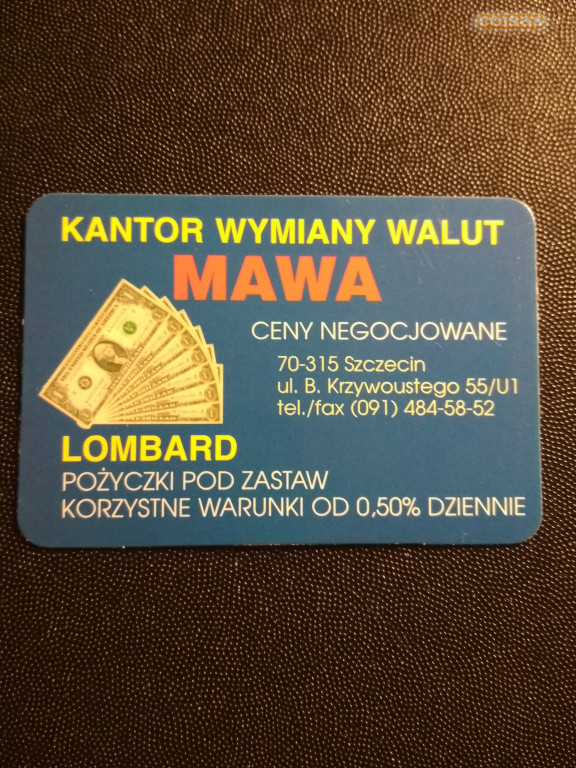 coisas
KANTOR WYMIANY WALUT
MAWA
CENY NEGOCJOWANE
70-315 Szczecin
ul. B. Krzywoustego 55/U1
tel./fax (091) 484-58-52
LOMBARD
POŻYCZKI POD ZASTAW
KORZYSTNE WARUNKI OD 0,50% DZIENNIE